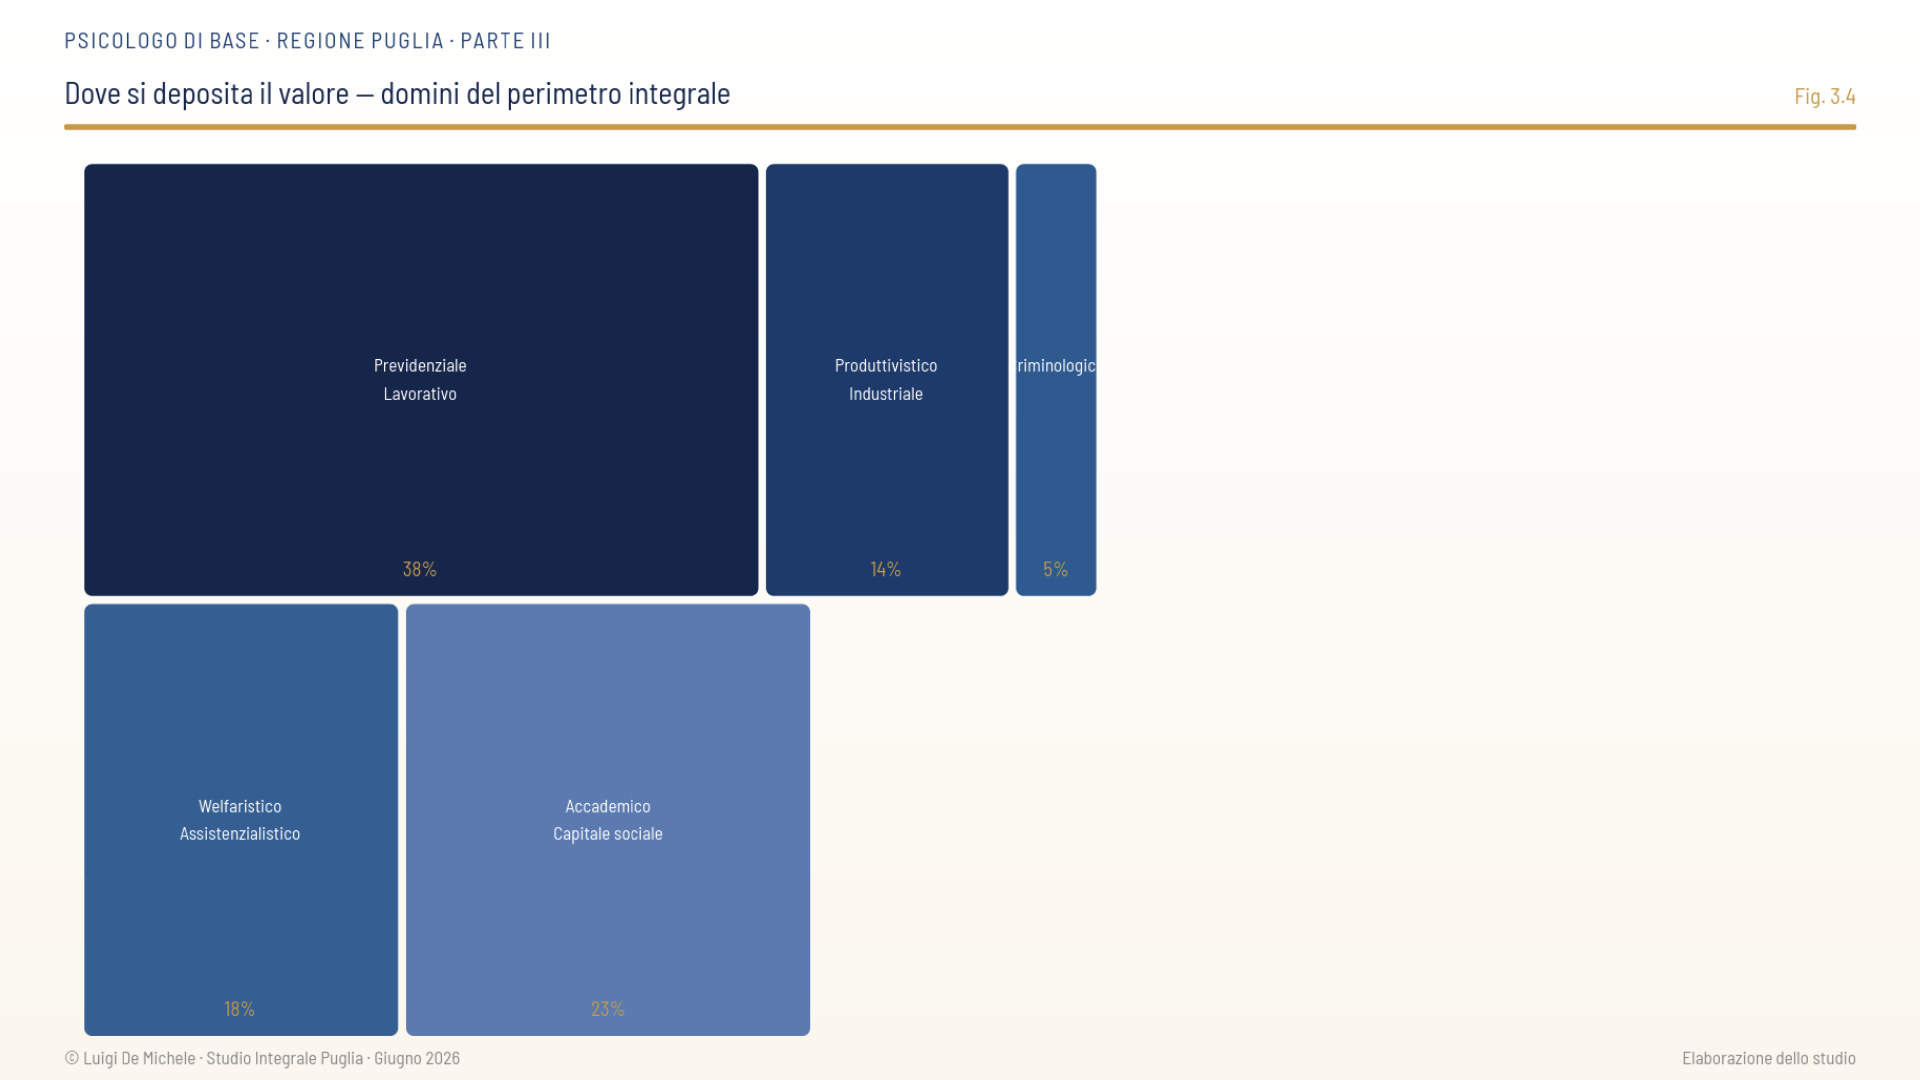 PSICOLOGO DI BASE · REGIONE PUGLIA · PARTE III
Dove si deposita il valore — domini del perimetro integrale
Fig. 3.4
Previdenziale
Lavorativo
38%
Produttivistico
Industriale
14%
riminologic
5%
Welfaristico
Assistenzialistico
18%
Accademico
Capitale sociale
23%
© Luigi De Michele · Studio Integrale Puglia · Giugno 2026
Elaborazione dello studio